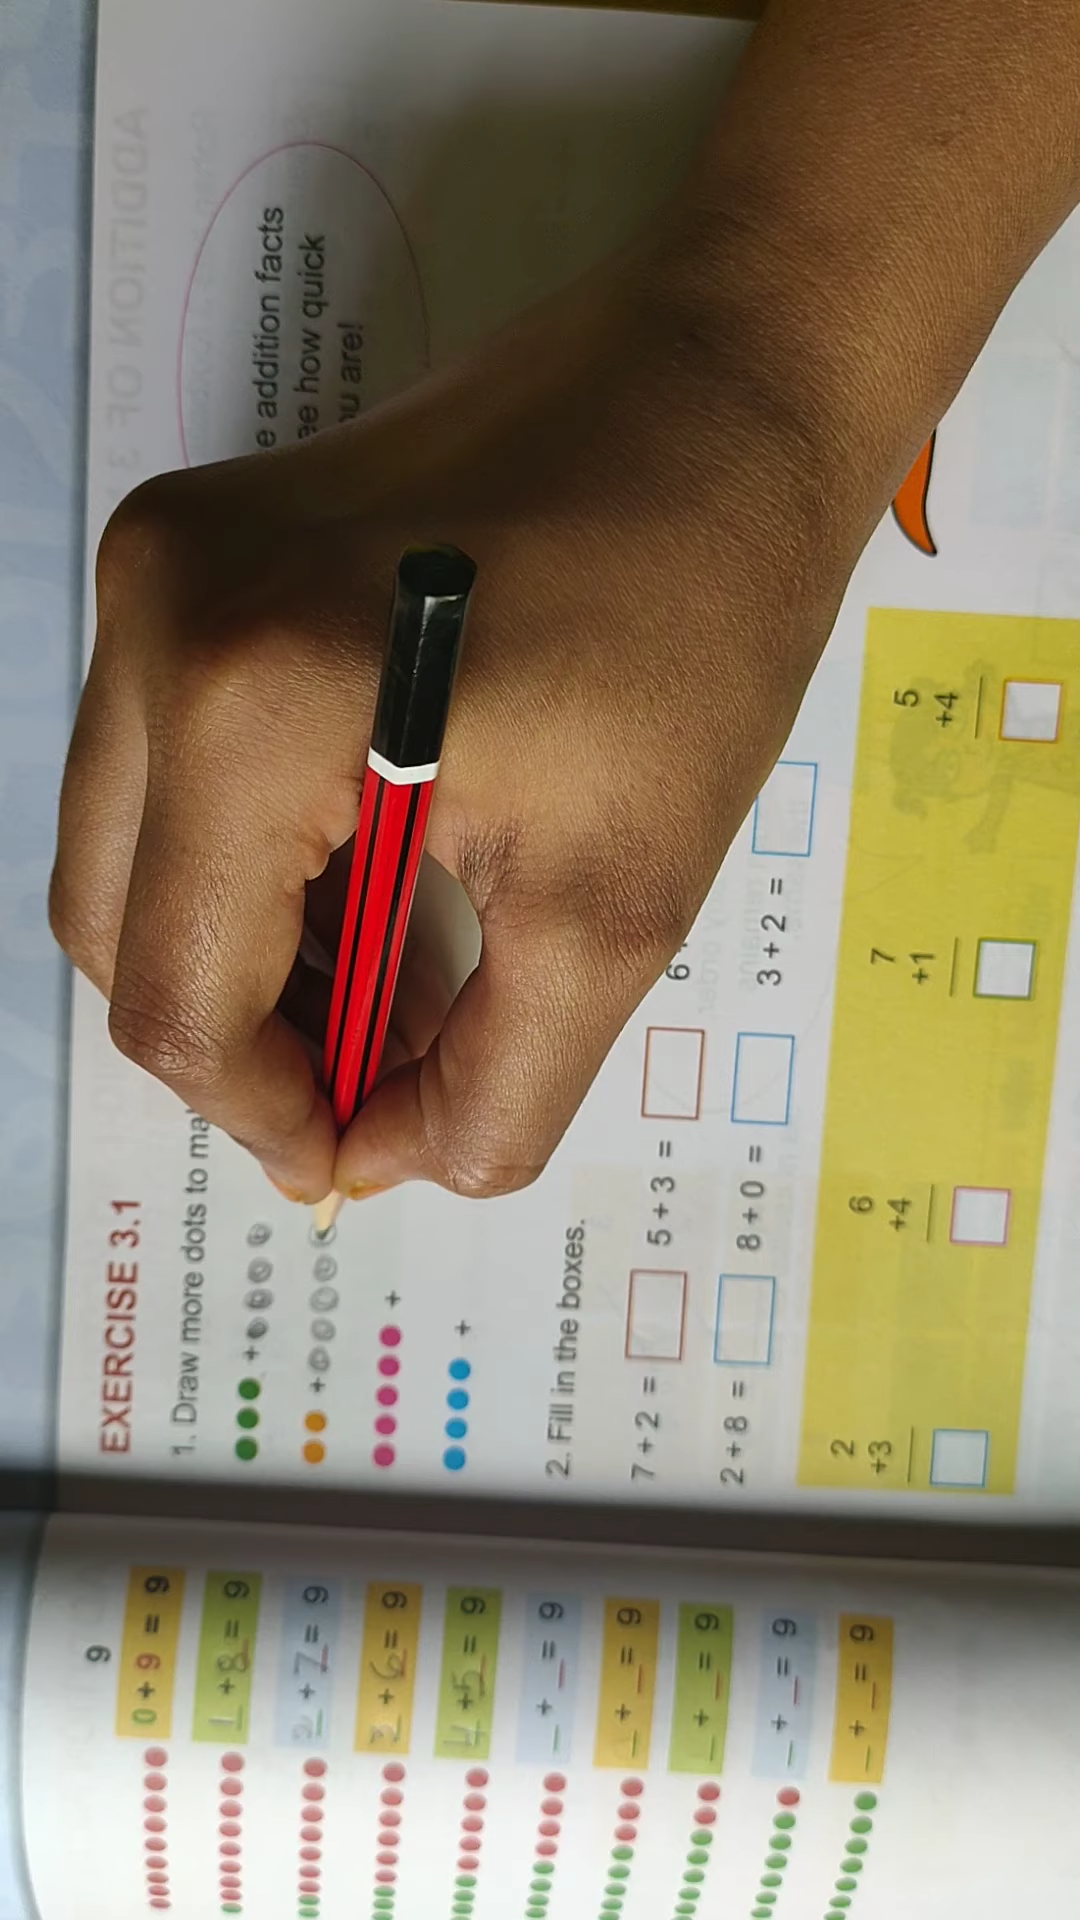 9
0 + 9 = 9
1 + 8 = 9
2 + 7 = 9
3 + 6 = 9
4 + 5 = 9
_ + _ = 9
_ + _ = 9
_ + _ = 9
_ + _ = 9
_ + _ = 9
EXERCISE 3.1
1. Draw more dots to
+
+
+
+
addition facts
how quick
are!
2. Fill in the boxes.
7 + 2 = 5 + 3 = 6
2 + 8 = 8 + 0 = 3 + 2 =
2 6 7 5
+3 +4 +1 +4